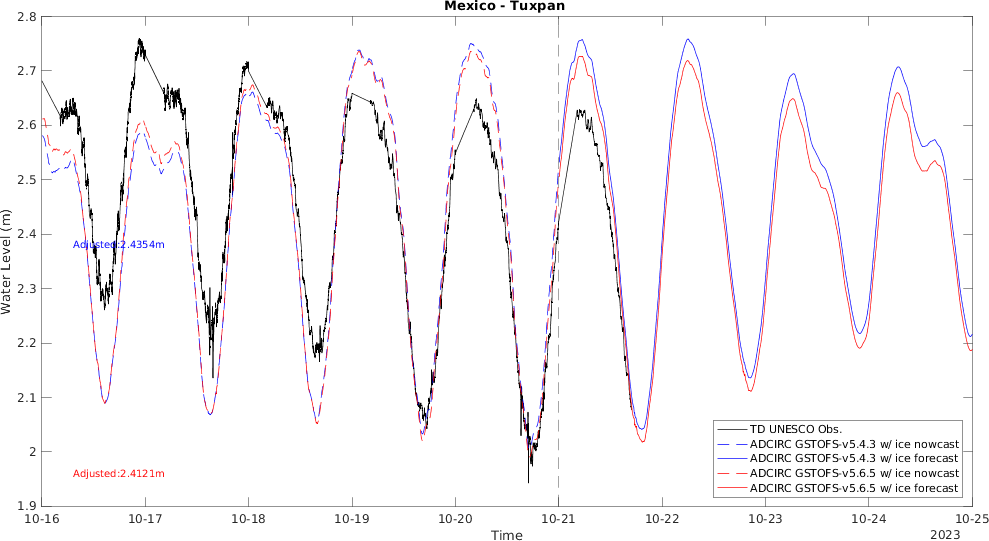 Mexico - Tuxpan
2.8
2.7
2.6
2.5
2.4
2.3
2.2
2.1
2
1.9
Water Level (m)
Adjusted:2.4354m
Adjusted:2.4121m
TD UNESCO Obs.
ADCIRC GSTOFS-v5.4.3 w/ ice nowcast
ADCIRC GSTOFS-v5.4.3 w/ ice forecast
ADCIRC GSTOFS-v5.6.5 w/ ice nowcast
ADCIRC GSTOFS-v5.6.5 w/ ice forecast
10-16 10-17 10-18 10-19 10-20 10-21 10-22 10-23 10-24 10-25
Time
2023